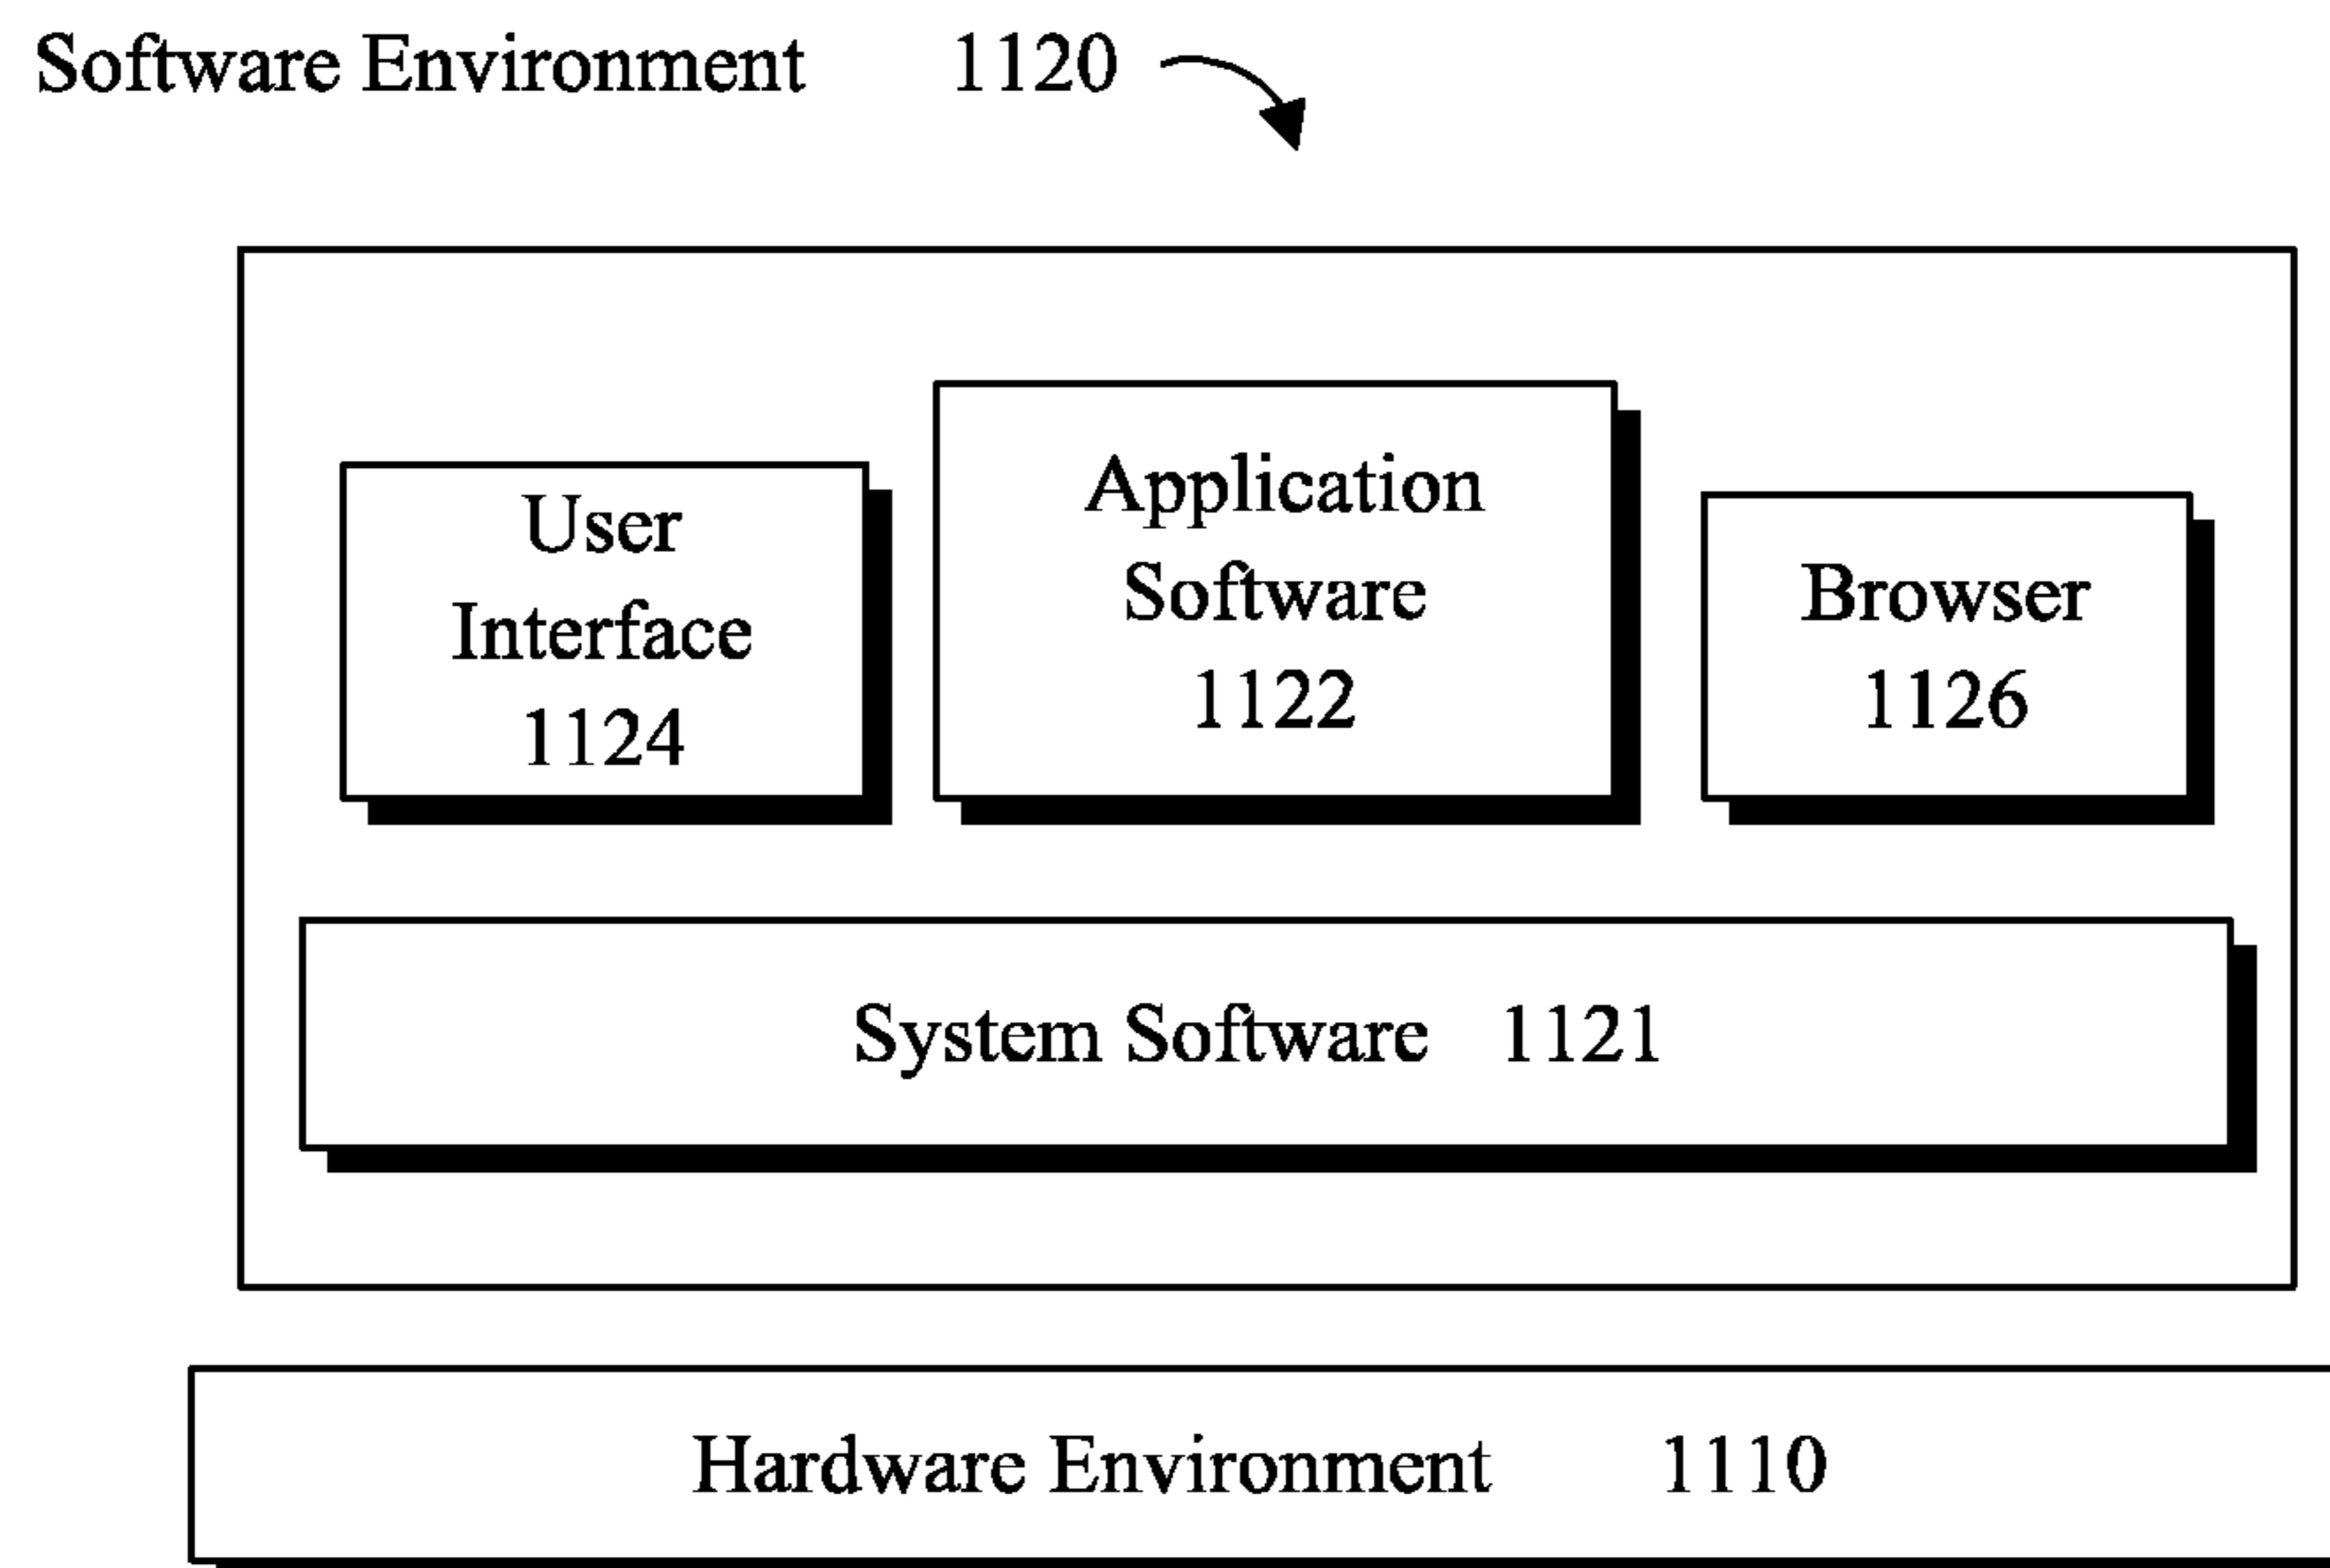 Software Environment 1120
User
Interface
1124
Application
Software
1122
Browser
1126
System Software 1121
Hardware Environment 1110